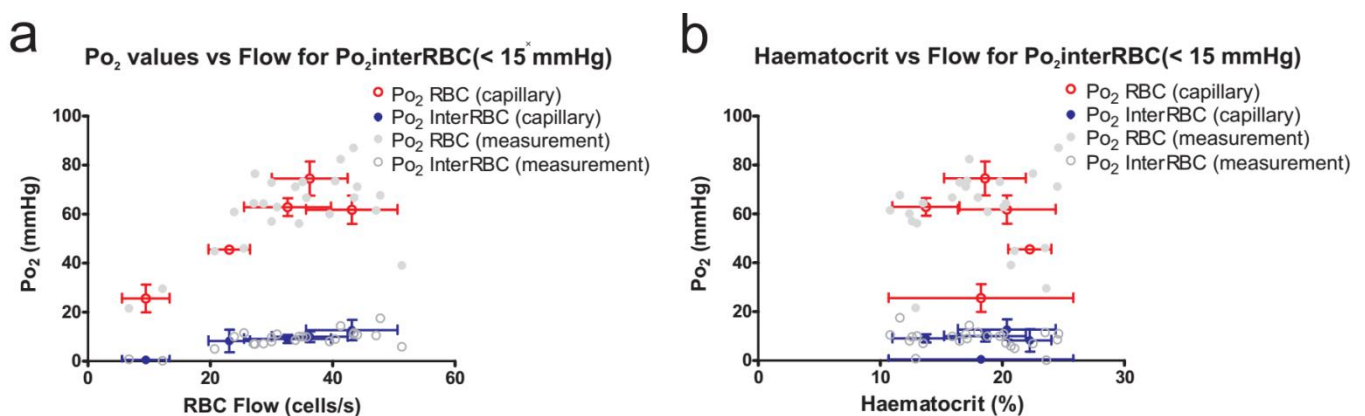 a
Po₂ values vs Flow for Po₂interRBC(< 15× mmHg)
Po₂ RBC (capillary)
Po₂ InterRBC (capillary)
Po₂ RBC (measurement)
Po₂ InterRBC (measurement)
100
80
60
40
20
0
Po₂ (mmHg)
0 20 40 60
RBC Flow (cells/s)
b
Haematocrit vs Flow for Po₂interRBC(< 15 mmHg)
Po₂ RBC (capillary)
Po₂ InterRBC (capillary)
Po₂ RBC (measurement)
Po₂ InterRBC (measurement)
100
80
60
40
20
0
Po₂ (mmHg)
0 10 20 30
Haematocrit (%)